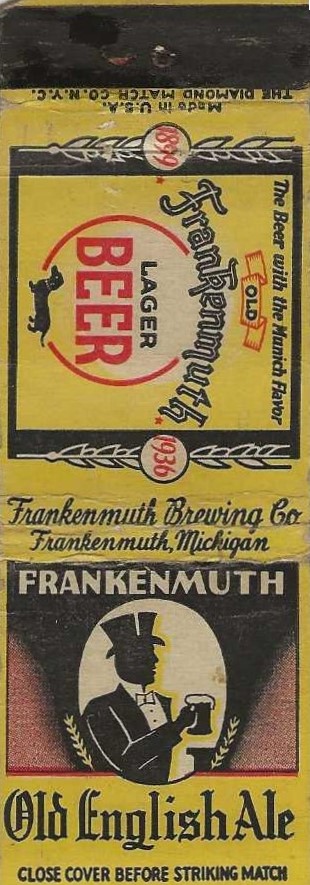 Made in U.S.A.
THE DIAMOND MATCH CO. N.Y.C.
The Beer with the Munich Flavor
OLD
Frankenmuth
1899
1936
LAGER
BEER
Frankenmuth Brewing Co
Frankenmuth, Michigan
FRANKENMUTH
Old English Ale
CLOSE COVER BEFORE STRIKING MATCH